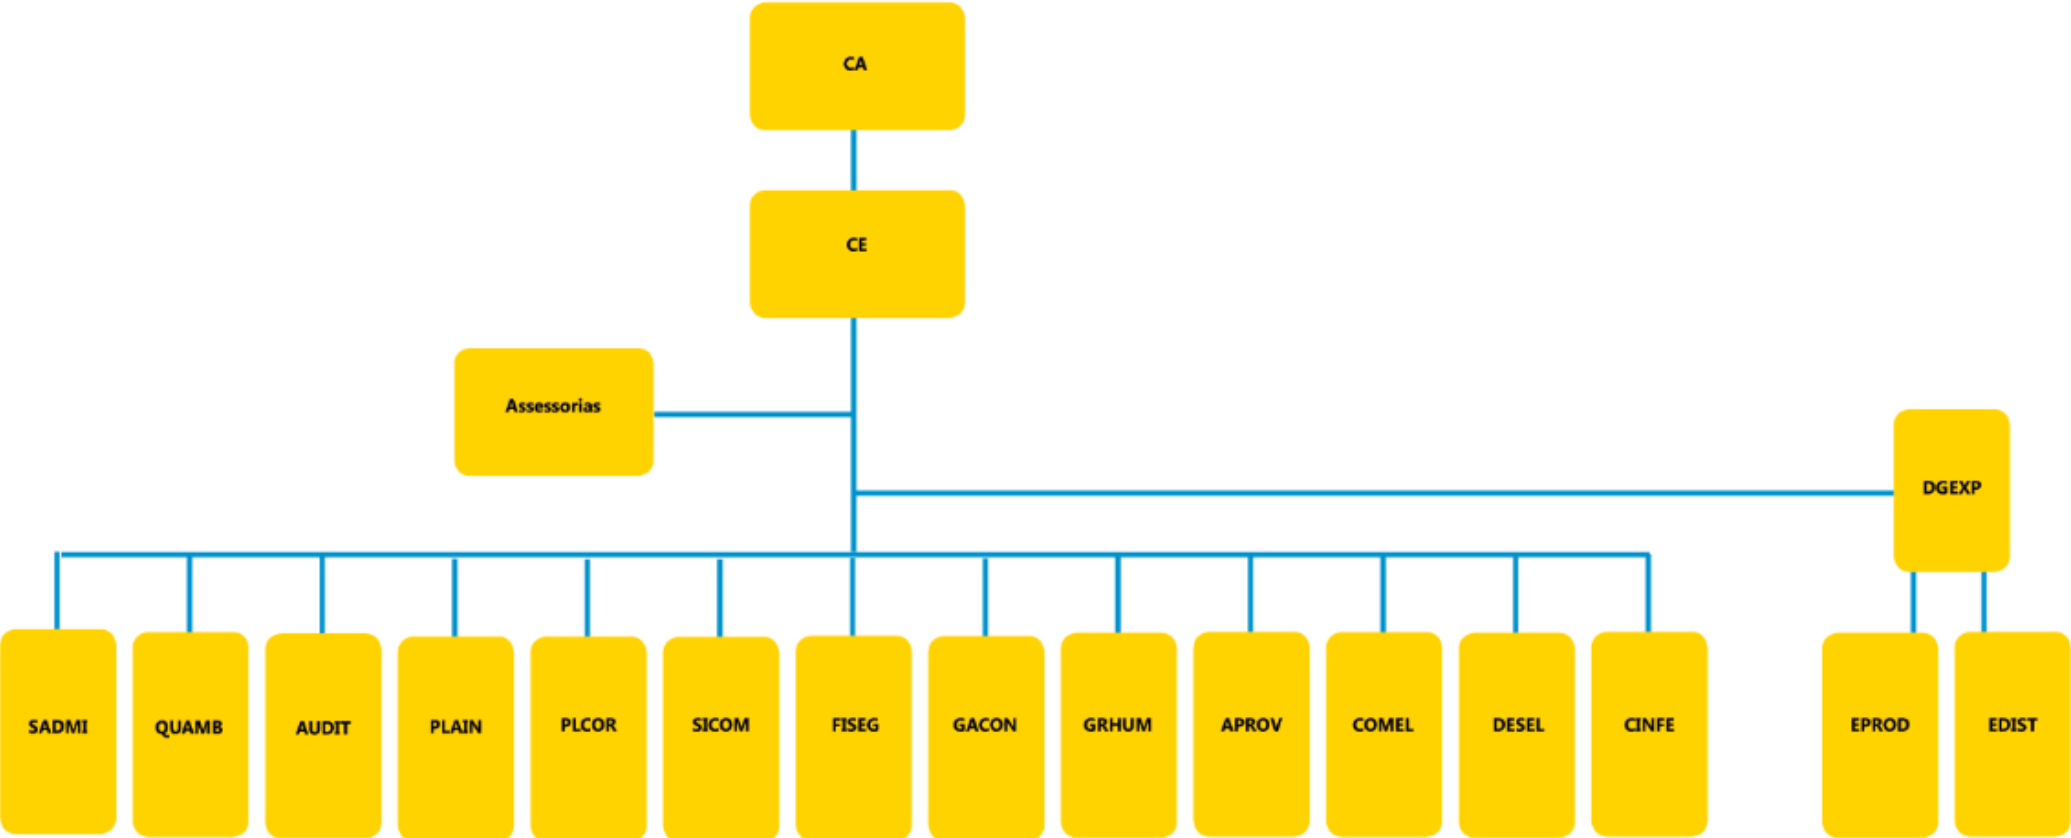 CA
CE
Assessorias
DGEXP
SADMI
QUAMB
AUDIT
PLAIN
PLCOR
SICOM
FISEG
GACON
GRHUM
APROV
COMEL
DESEL
CINFE
EPROD
EDIST